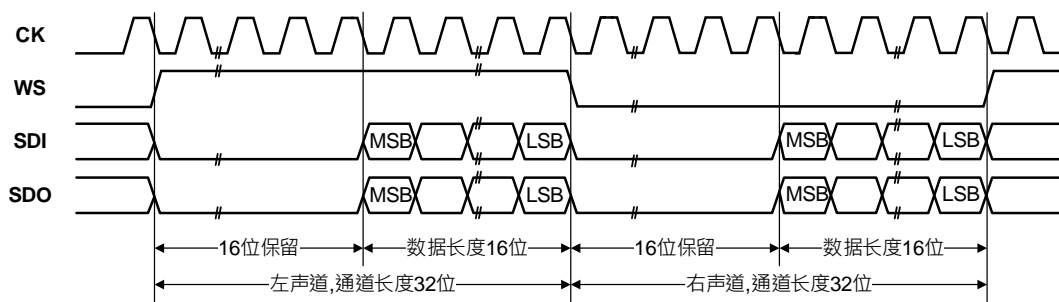 CK
WS
SDI MSB LSB MSB LSB
SDO MSB LSB MSB LSB
16位保留 数据长度16位 16位保留 数据长度16位
左声道,通道长度32位 右声道,通道长度32位